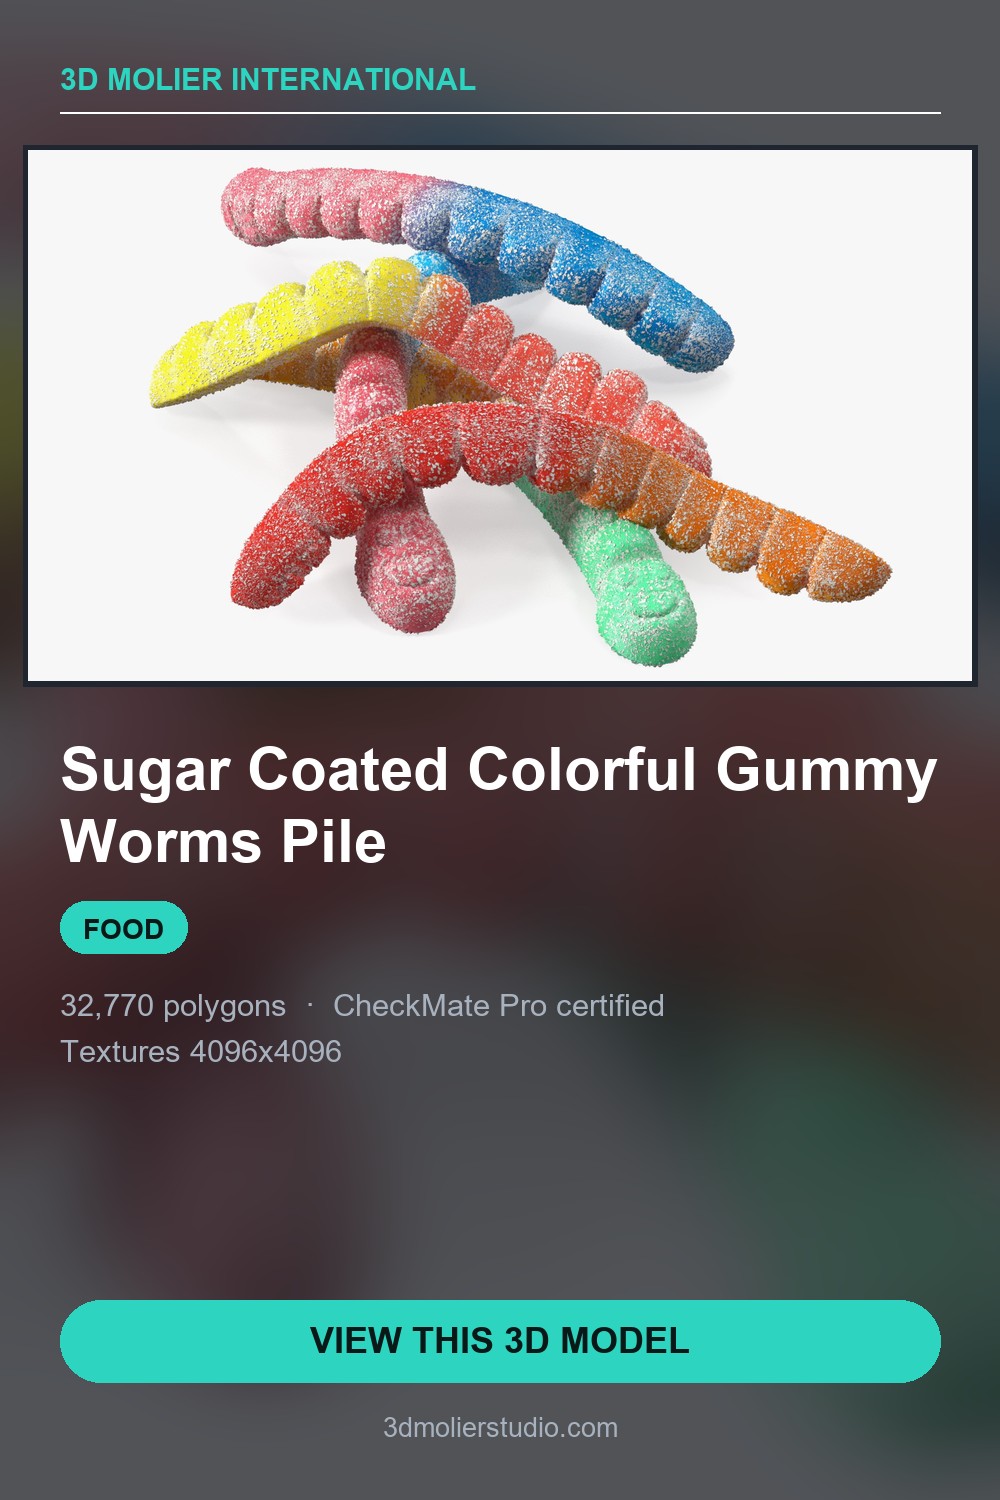 3D MOLIER INTERNATIONAL
Sugar Coated Colorful Gummy
Worms Pile
FOOD
32,770 polygons · CheckMate Pro certified
Textures 4096x4096
VIEW THIS 3D MODEL
3dmolierstudio.com